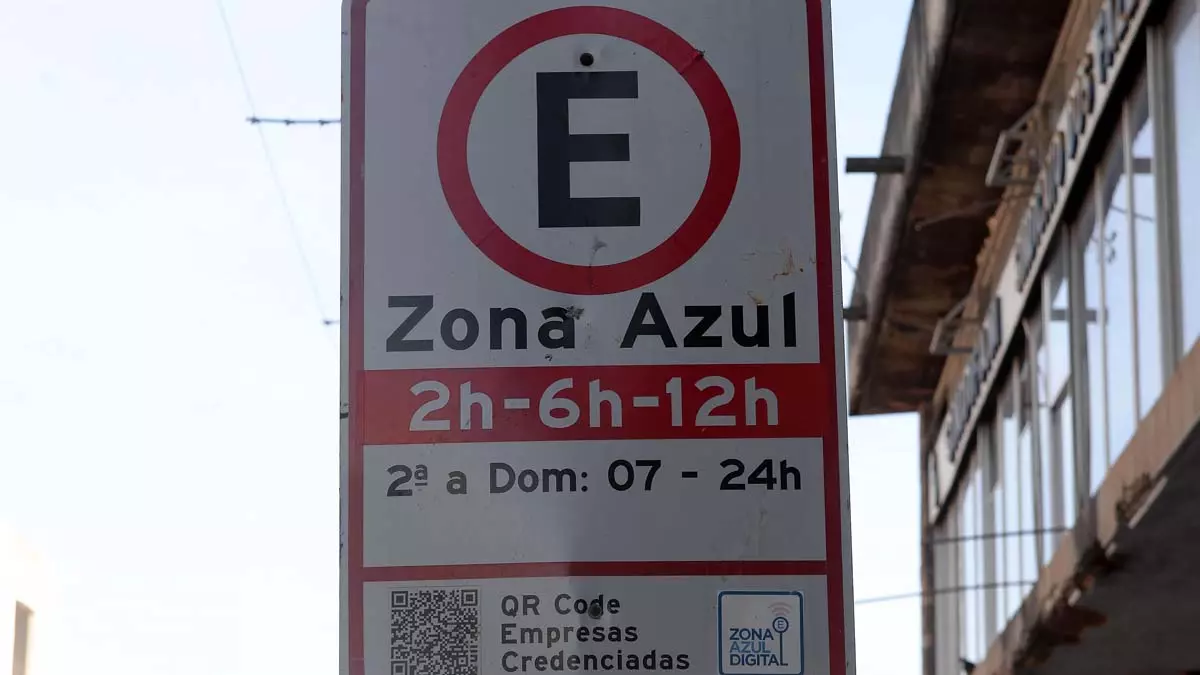 E
Zona Azul
2h-6h-12h
2ª a Dom: 07 - 24h
QR Code
Empresas
Credenciadas
E
ZONA
AZUL
DIGITAL